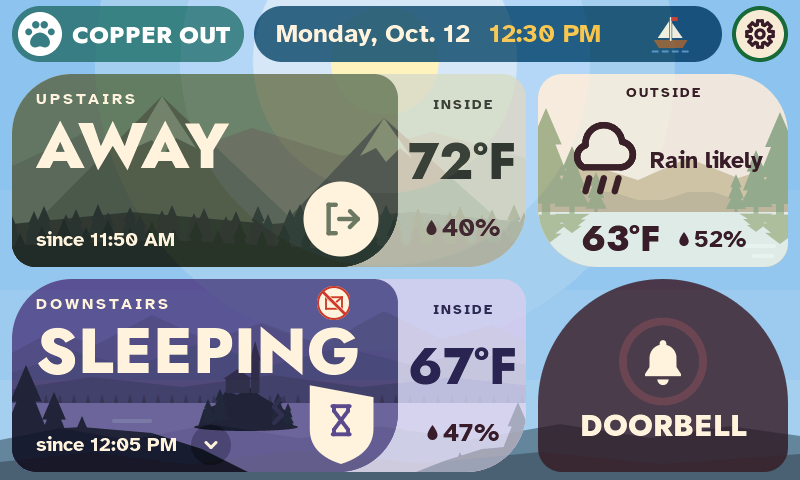 COPPER OUT
Monday, Oct. 12 12:30 PM
UPSTAIRS
AWAY
since 11:50 AM
INSIDE
72°F
40%
OUTSIDE
Rain likely
63°F 52%
DOWNSTAIRS
SLEEPING
since 12:05 PM
INSIDE
67°F
47%
DOORBELL